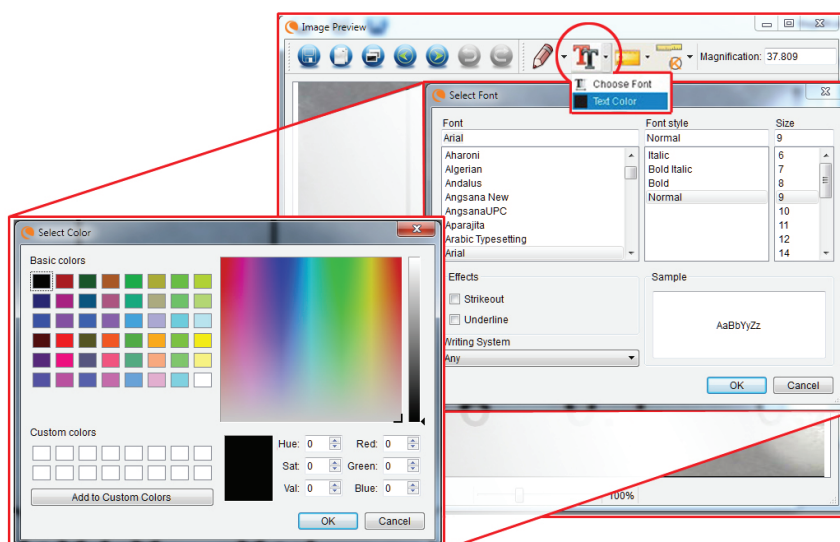 Image Preview
Magnification: 37.809
Choose Font
Text Color
Select Font
Font
Font style
Size
Arial
Normal
9
Aharoni
Algerian
Andalus
Angsana New
AngsanaUPC
Aparajita
Arabic Typesetting
Arial
Italic
Bold Italic
Bold
Normal
6
7
8
9
10
11
12
14
Effects
Strikeout
Underline
Writing System
Any
Sample
AaBbYyZz
OK
Cancel
Select Color
Basic colors
Custom colors
Add to Custom Colors
Hue: 0
Red: 0
Sat: 0
Green: 0
Val: 0
Blue: 0
OK
Cancel
100%